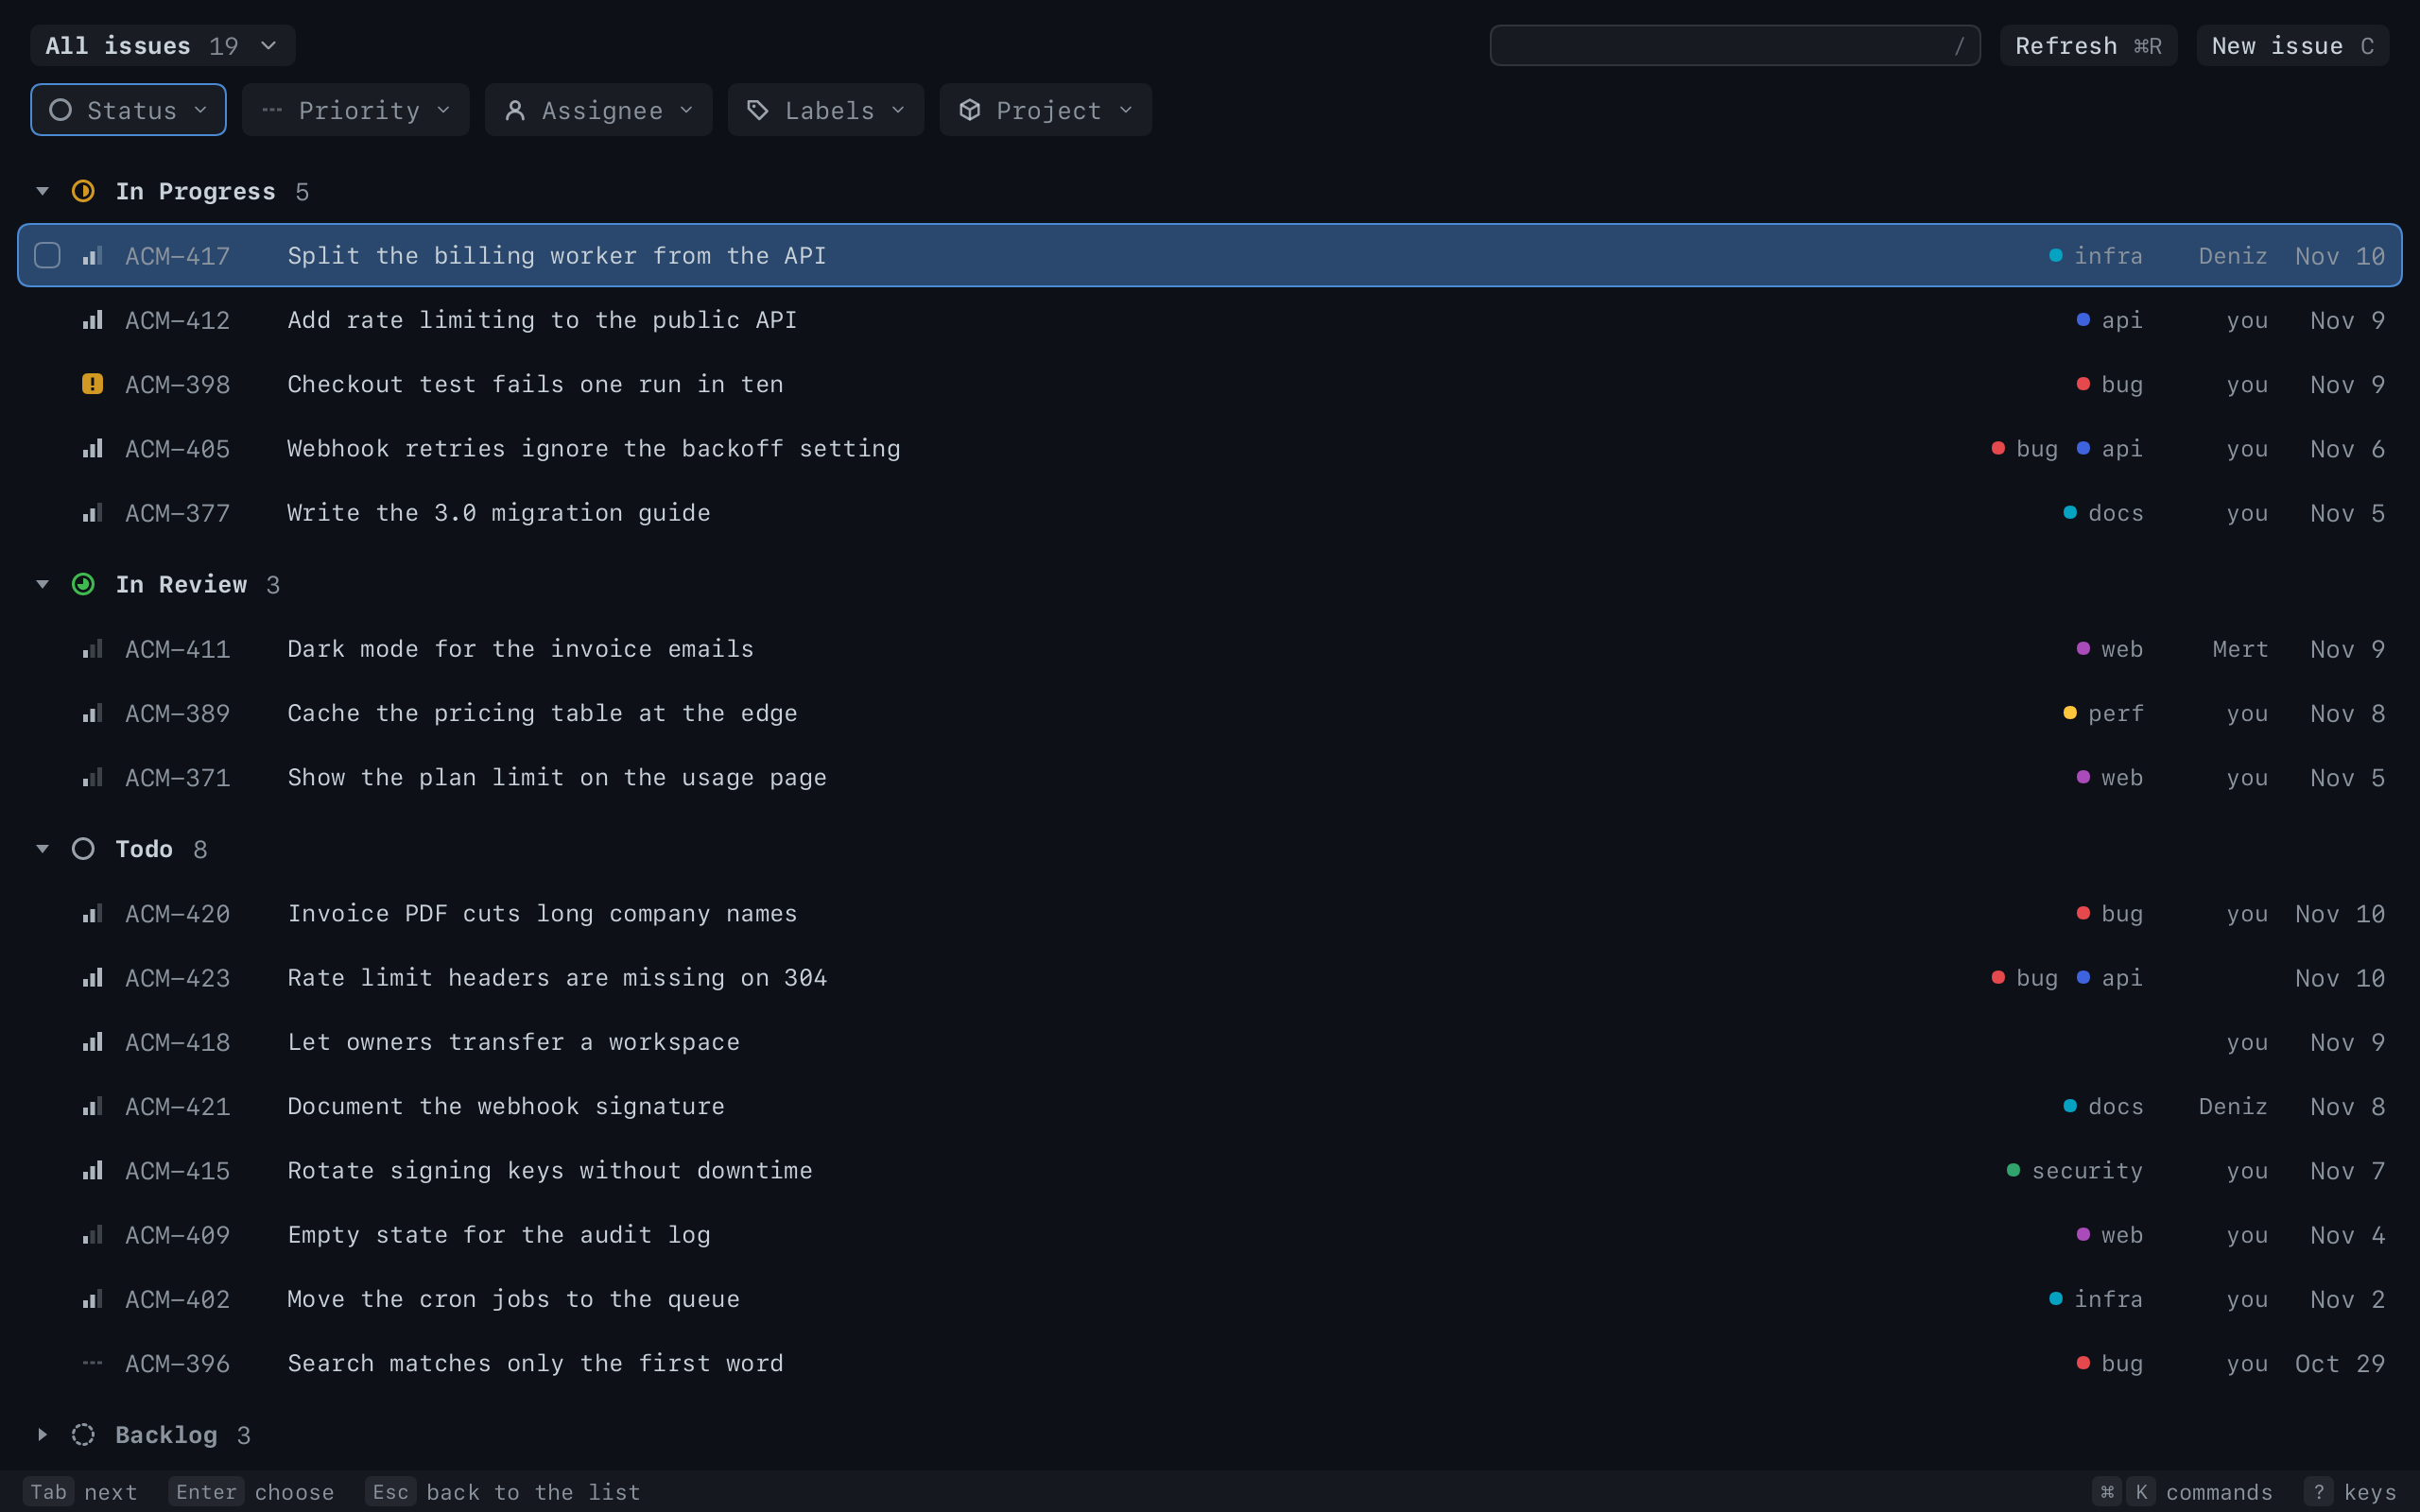 All issues 19 / Refresh ⌘R New issue C
Status Priority Assignee Labels Project
In Progress 5
ACM-417 Split the billing worker from the API infra Deniz Nov 10
ACM-412 Add rate limiting to the public API api you Nov 9
ACM-398 Checkout test fails one run in ten bug you Nov 9
ACM-405 Webhook retries ignore the backoff setting bug api you Nov 6
ACM-377 Write the 3.0 migration guide docs you Nov 5
In Review 3
ACM-411 Dark mode for the invoice emails web Mert Nov 9
ACM-389 Cache the pricing table at the edge perf you Nov 8
ACM-371 Show the plan limit on the usage page web you Nov 5
Todo 8
ACM-420 Invoice PDF cuts long company names bug you Nov 10
ACM-423 Rate limit headers are missing on 304 bug api Nov 10
ACM-418 Let owners transfer a workspace you Nov 9
ACM-421 Document the webhook signature docs Deniz Nov 8
ACM-415 Rotate signing keys without downtime security you Nov 7
ACM-409 Empty state for the audit log web you Nov 4
ACM-402 Move the cron jobs to the queue infra you Nov 2
ACM-396 Search matches only the first word bug you Oct 29
Backlog 3
Tab next Enter choose Esc back to the list ⌘ K commands ? keys